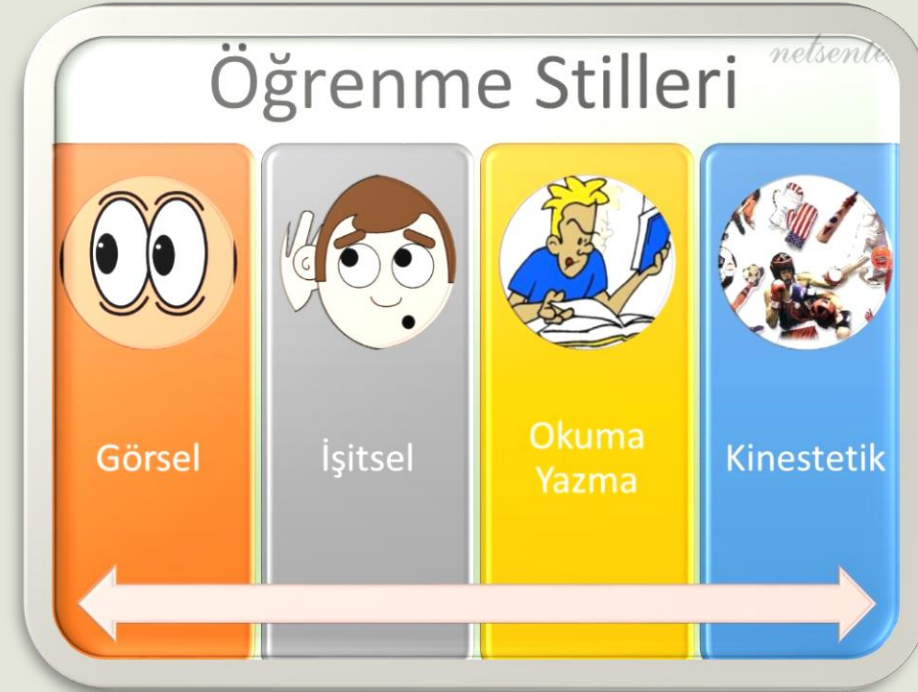 Öğrenme Stilleri
Görsel
İşitsel
Okuma
Yazma
Kinestetik